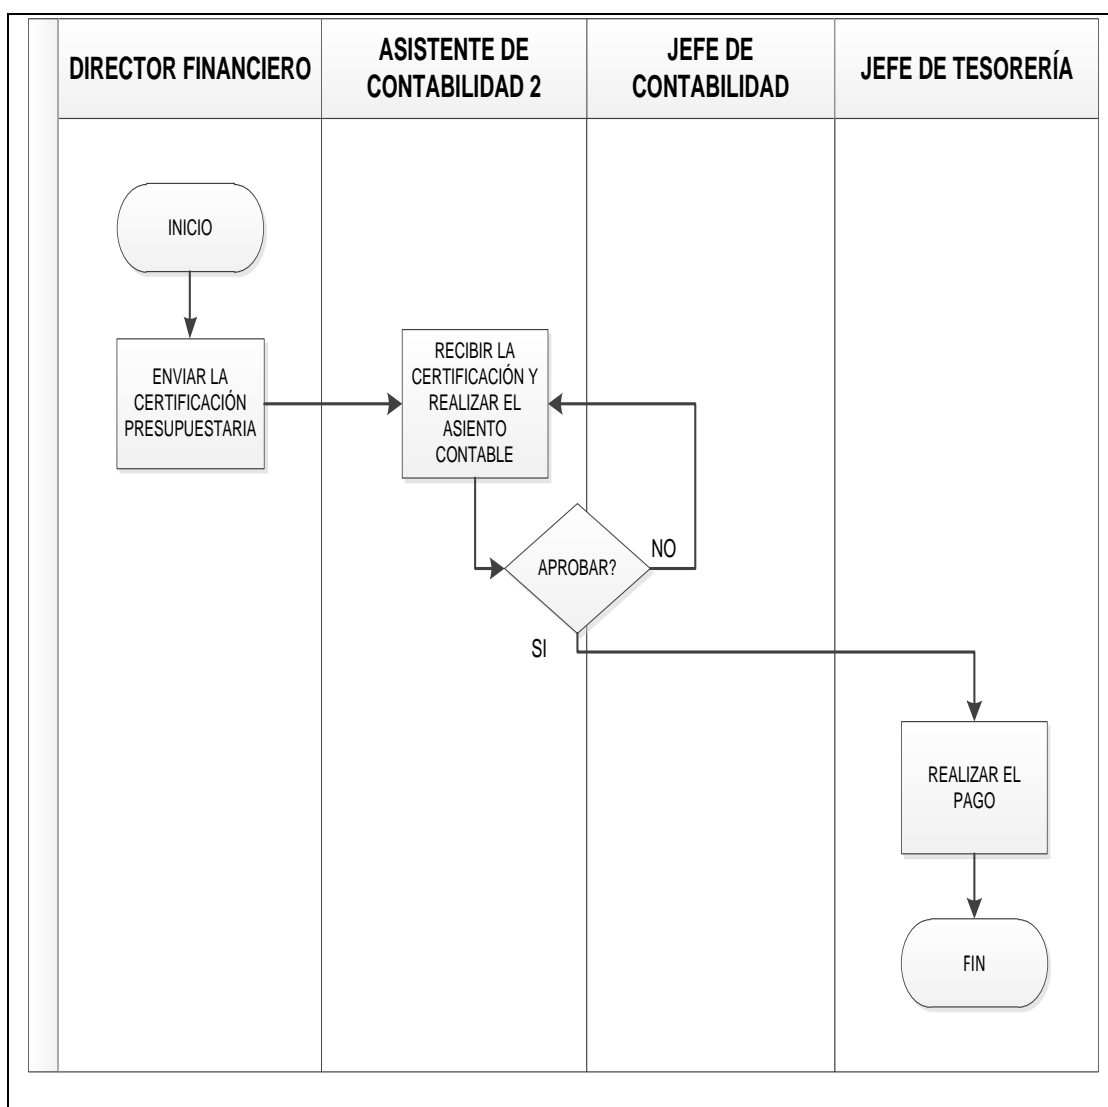 DIRECTOR FINANCIERO
ASISTENTE DE
CONTABILIDAD 2
JEFE DE
CONTABILIDAD
JEFE DE TESORERÍA
INICIO
ENVIAR LA
CERTIFICACIÓN
PRESUPUESTARIA
RECIBIR LA
CERTIFICACIÓN Y
REALIZAR EL
ASIENTO
CONTABLE
APROBAR?
NO
SI
REALIZAR EL
PAGO
FIN